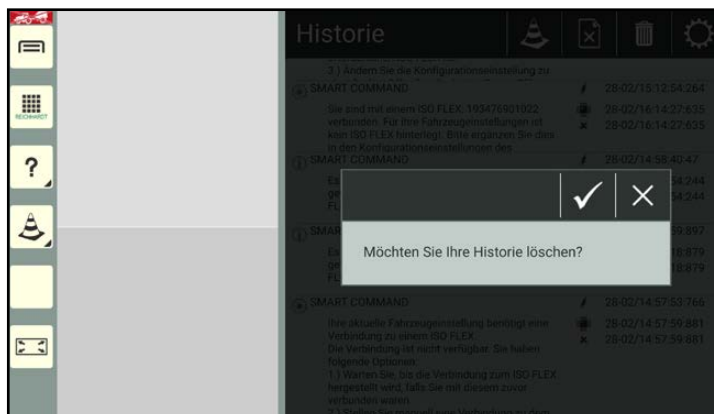 Historie
3.) Ändern Sie die Konfigurationseinstellung zu
SMART COMMAND
28-02/15:12:54:264
Sie sind mit einem ISO FLEX: 193476901022
verbunden. Für Ihre Fahrzeugeinstellungen ist
kein ISO FLEX hinterlegt. Bitte ergänzen Sie dies
in den Konfigurationseinstellungen des
28-02/16:14:27:635
28-02/16:14:27:635
REICHHARDT
SMART COMMAND
28-02/14:58:40:47
?
Möchten Sie Ihre Historie löschen?
SMART COMMAND
28-02/14:57:53:766
Ihre aktuelle Fahrzeugeinstellung benötigt eine
Verbindung zu einem ISO FLEX.
Die Verbindung ist nicht verfügbar. Sie haben
folgende Optionen:
1.) Warten Sie, bis die Verbindung zum ISO FLEX
hergestellt wird, falls Sie mit diesem zuvor
verbunden waren.
28-02/14:57:59:881
28-02/14:57:59:881